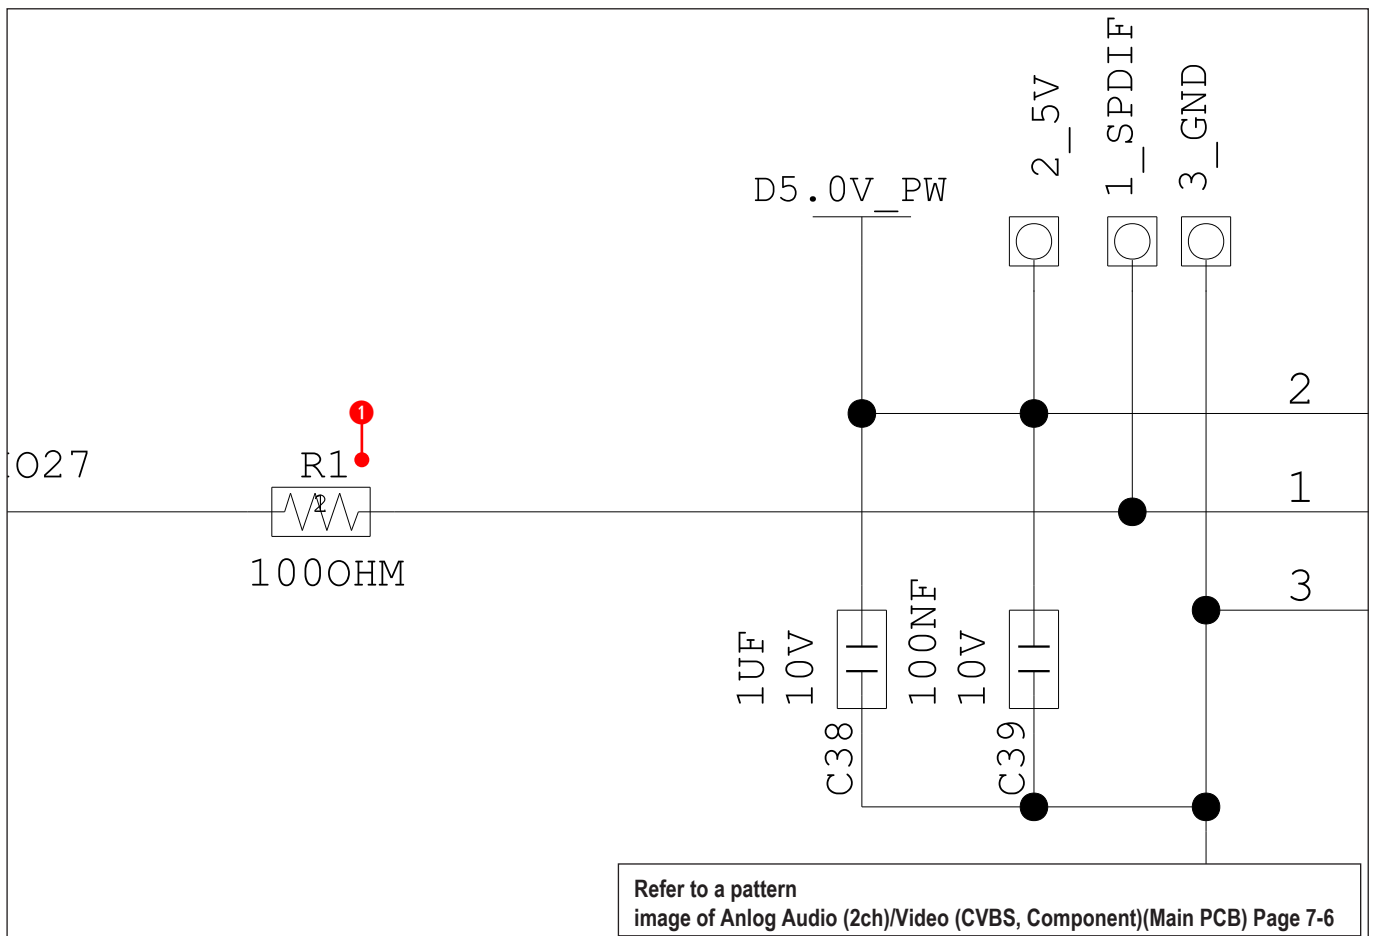 2_5V
1_SPDIF
3_GND
D5.0V_PW
2
1
O27
R1
2
1
100OHM
3
1UF
10V
100NF
10V
C38
C39
Refer to a pattern
image of Anlog Audio (2ch)/Video (CVBS, Component)(Main PCB) Page 7-6